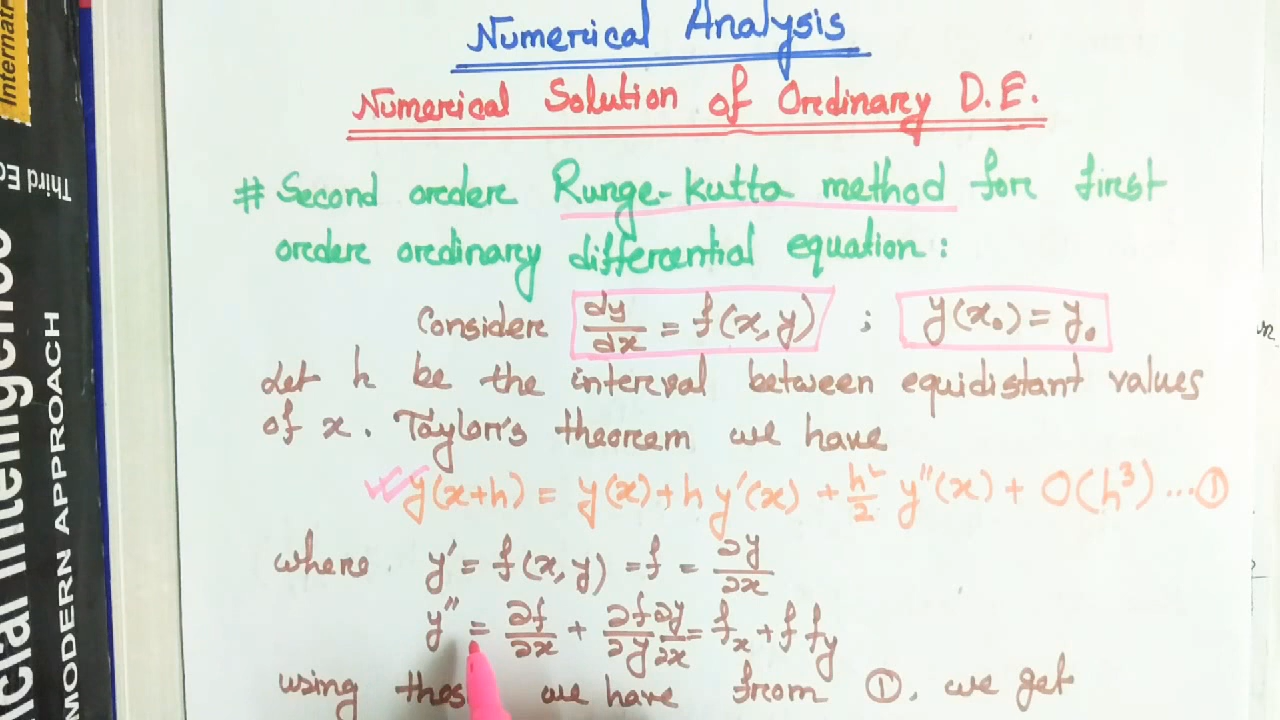 Numerical Analysis
Numerical Solution of Ordinary D.E.
# Second order Runge-Kutta method for first
order ordinary differential equation:
Consider dy/dx = f(x,y) ; y(x₀) = y₀
Let h be the interval between equidistant values
of x. Taylor's theorem we have
y(x+h) = y(x) + h y'(x) + h²/2 y''(x) + O(h³) ...①
where y' = f(x,y) = f = ∂y/∂x
y'' = ∂f/∂x + ∂f/∂y ∂y/∂x = fₓ + f f_y
using we have from ①, we get
Third
MODERN APPROACH